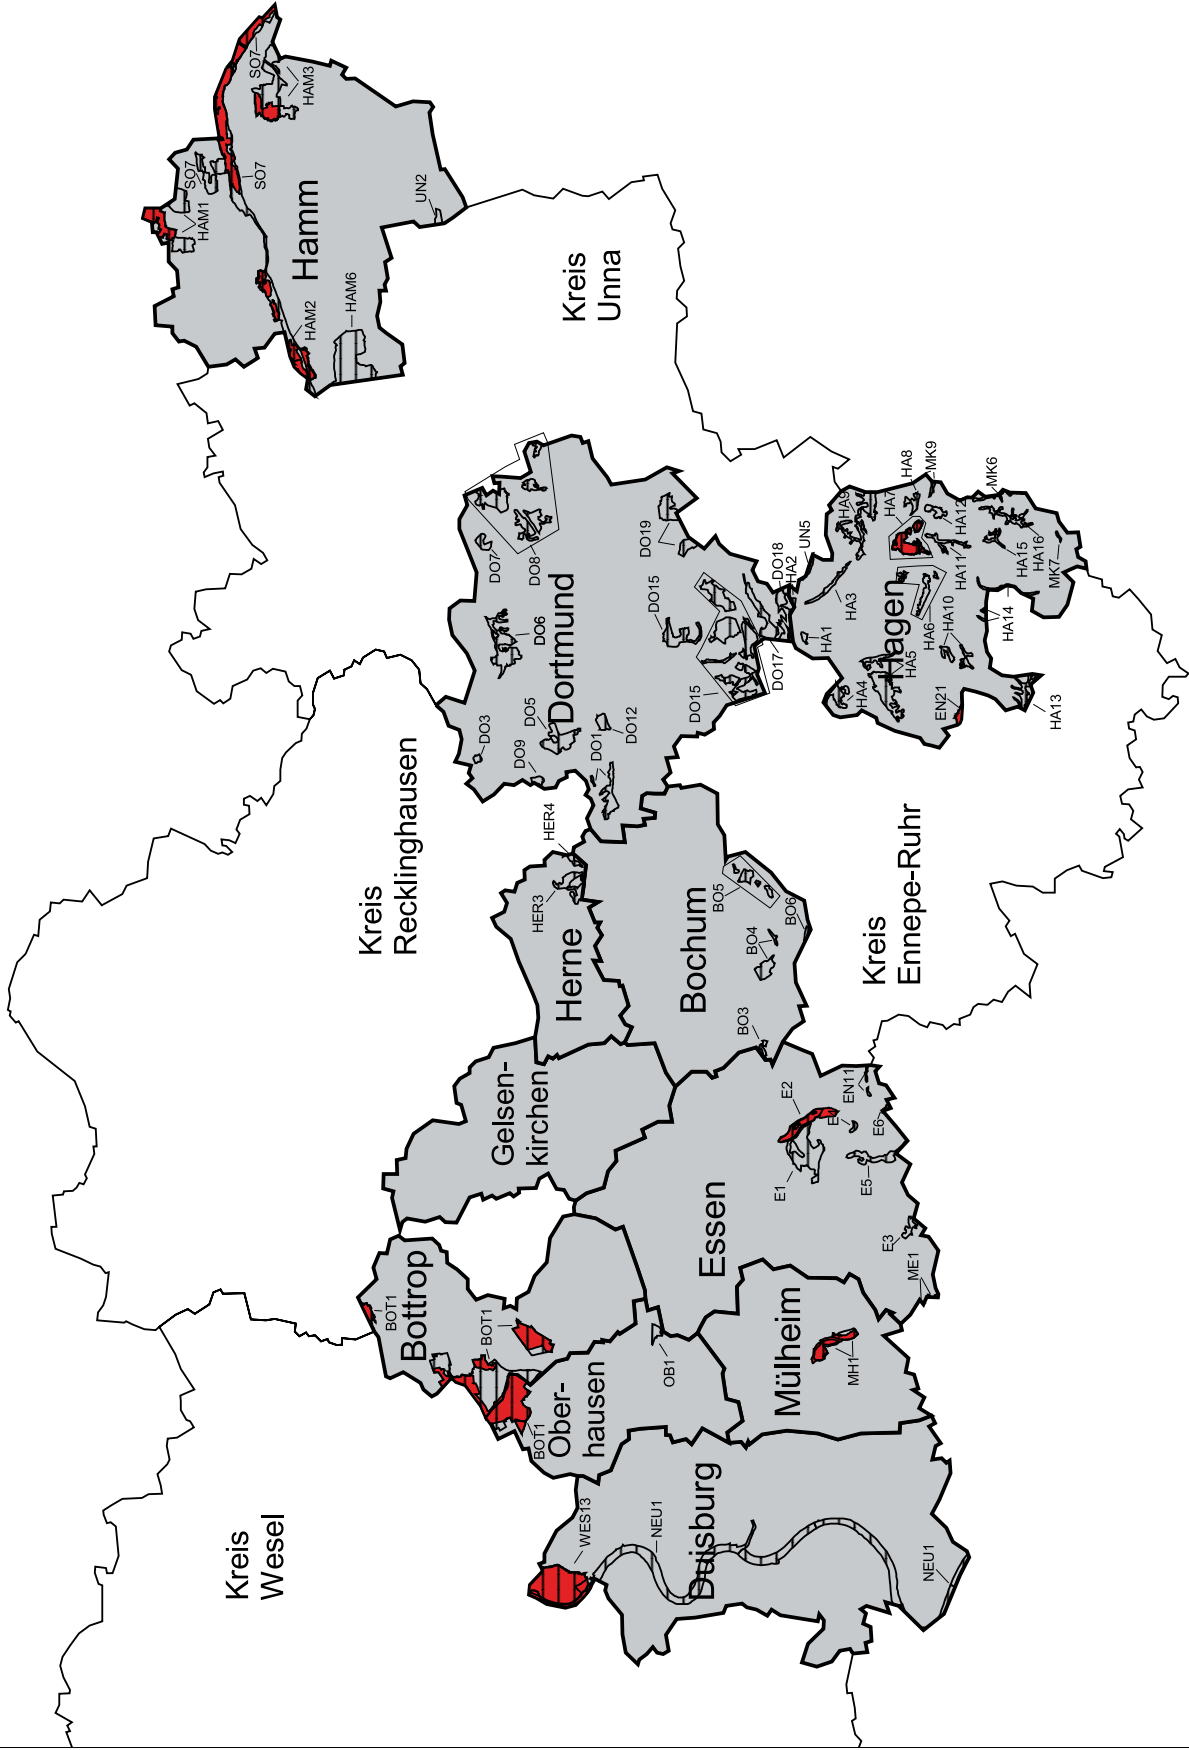 Kreis
Wesel
Kreis
Recklinghausen
Kreis
Unna
Kreis
Ennepe-Ruhr
Hamm
HAM1
SO7
SO7
SO7
HAM3
HAM2
HAM6
UN2
Dortmund
DO3
DO9
DO5
DO1
DO12
DO6
DO7
DO8
DO15
DO15
DO19
DO17
DO18
Hagen
HA2
UN5
HA1
HA3
HA4
HA5
EN21
HA6
HA10
HA9
HA7
HA8
MK9
HA12
HA11
MK6
HA15
HA16
MK7
HA14
HA13
Herne
HER3
HER4
Bochum
BO3
BO4
BO5
BO6
Gelsen-
kirchen
Bottrop
BOT1
BOT1
BOT1
Ober-
hausen
OB1
Essen
E1
E2
E
EN11
E6
E5
E3
ME1
Mülheim
MH1
Duisburg
WES13
NEU1
NEU1